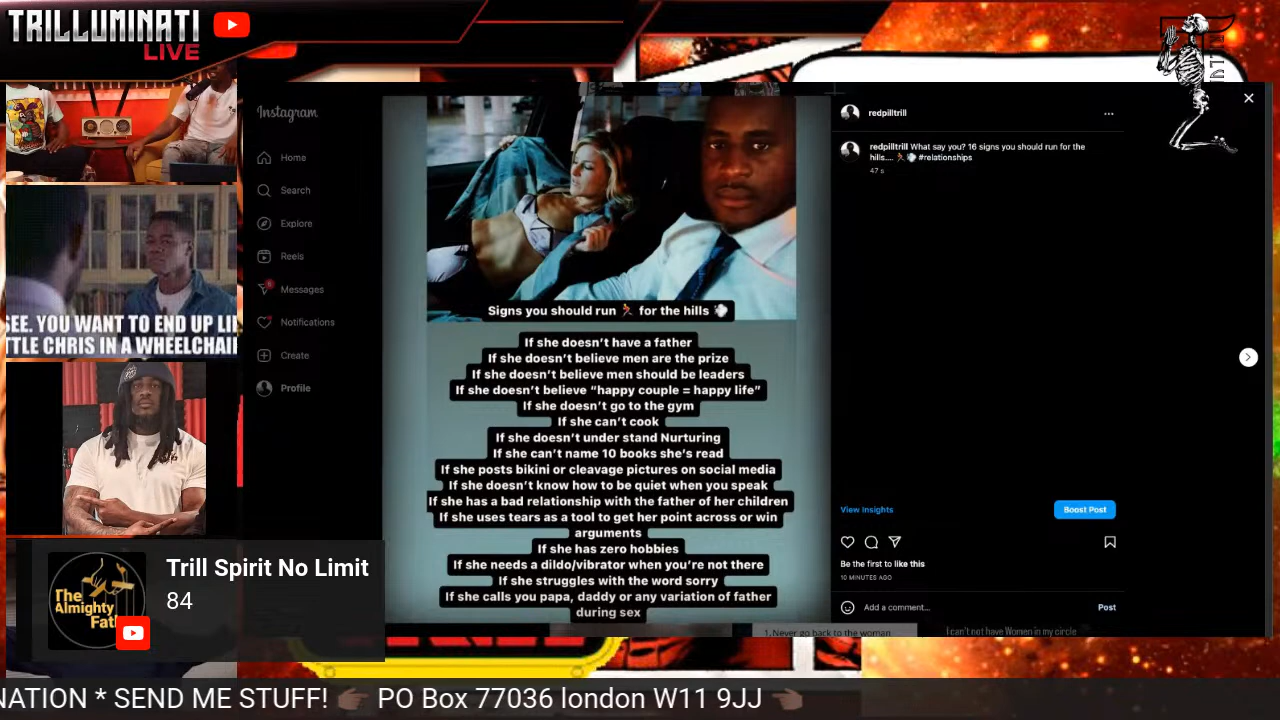 TRILLUMINATI
LIVE
SEE. YOU WANT TO END UP LI
TTLE CHRIS IN A WHEELCHAIR
The
Almighty
Trill Spirit No Limit
84
Instagram
Home
Search
Explore
Reels
Messages
Notifications
Create
Profile
Signs you should run 🏃🏾 for the hills 💨
If she doesn’t have a father
If she doesn’t believe men are the prize
If she doesn’t believe men should be leaders
If she doesn’t believe “happy couple = happy life”
If she doesn’t go to the gym
If she can’t cook
If she doesn’t under stand Nurturing
If she can’t name 10 books she’s read
If she posts bikini or cleavage pictures on social media
If she doesn’t know how to be quiet when you speak
If she has a bad relationship with the father of her children
If she uses tears as a tool to get her point across or win
arguments
If she has zero hobbies
If she needs a dildo/vibrator when you’re not there
If she struggles with the word sorry
If she calls you papa, daddy or any variation of father
during sex
redpilltrill
redpilltrill What say you? 16 signs you should run for the
hills.... 🏃🏾 💨 #relationships
47 s
View Insights
Boost Post
Be the first to like this
10 MINUTES AGO
Add a comment...
Post
1. Never go back to the woman
I can't not have Women in my circle
NATION * SEND ME STUFF! 👉🏾 PO Box 77036 london W11 9JJ 👈🏾